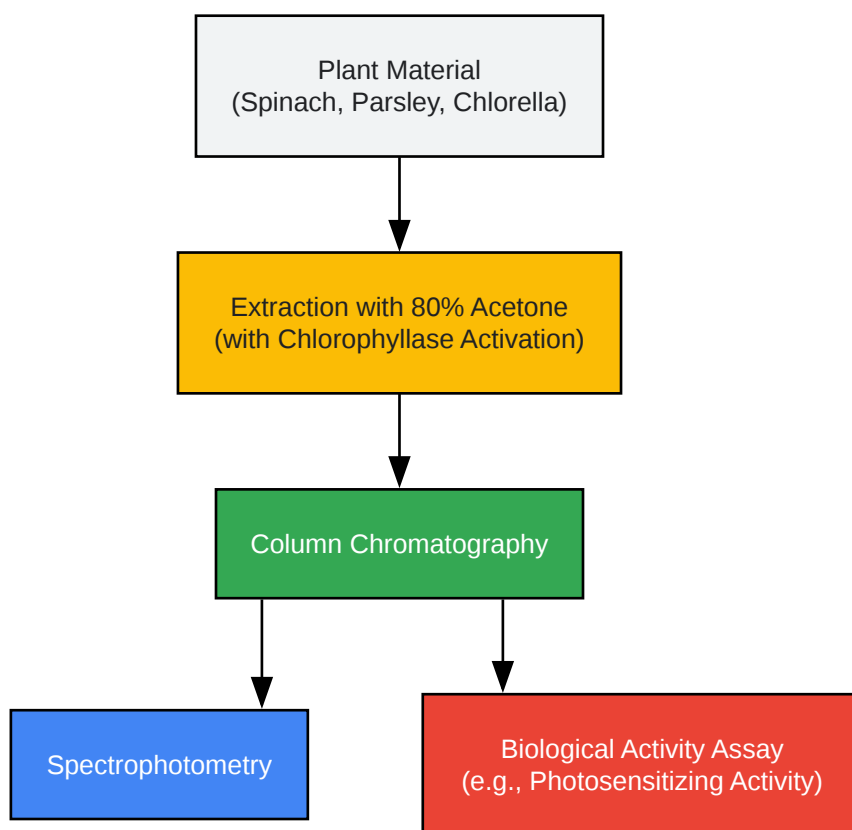 Plant Material
(Spinach, Parsley, Chlorella)
Extraction with 80% Acetone
(with Chlorophyllase Activation)
Column Chromatography
Spectrophotometry
Biological Activity Assay
(e.g., Photosensitizing Activity)